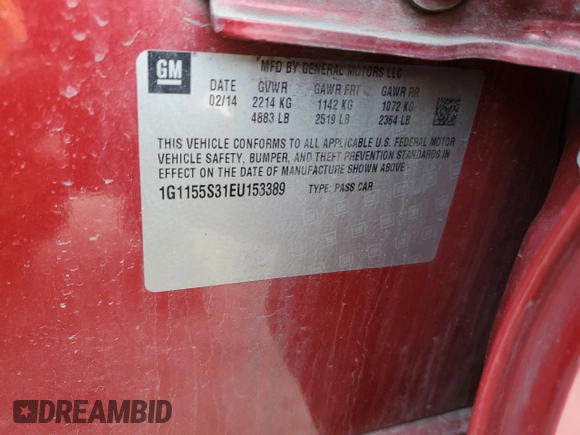 GM
MFD BY GENERAL MOTORS LLC
DATE GVWR GAWR FRT GAWR RR
02/14 2214 KG 1142 KG 1072 KG
4883 LB 2519 LB 2364 LB
THIS VEHICLE CONFORMS TO ALL APPLICABLE U.S. FEDERAL MOTOR
VEHICLE SAFETY, BUMPER, AND THEFT PREVENTION STANDARDS IN
EFFECT ON THE DATE OF MANUFACTURE SHOWN ABOVE
1G1155S31EU153389 TYPE: PASS CAR
DREAMBID